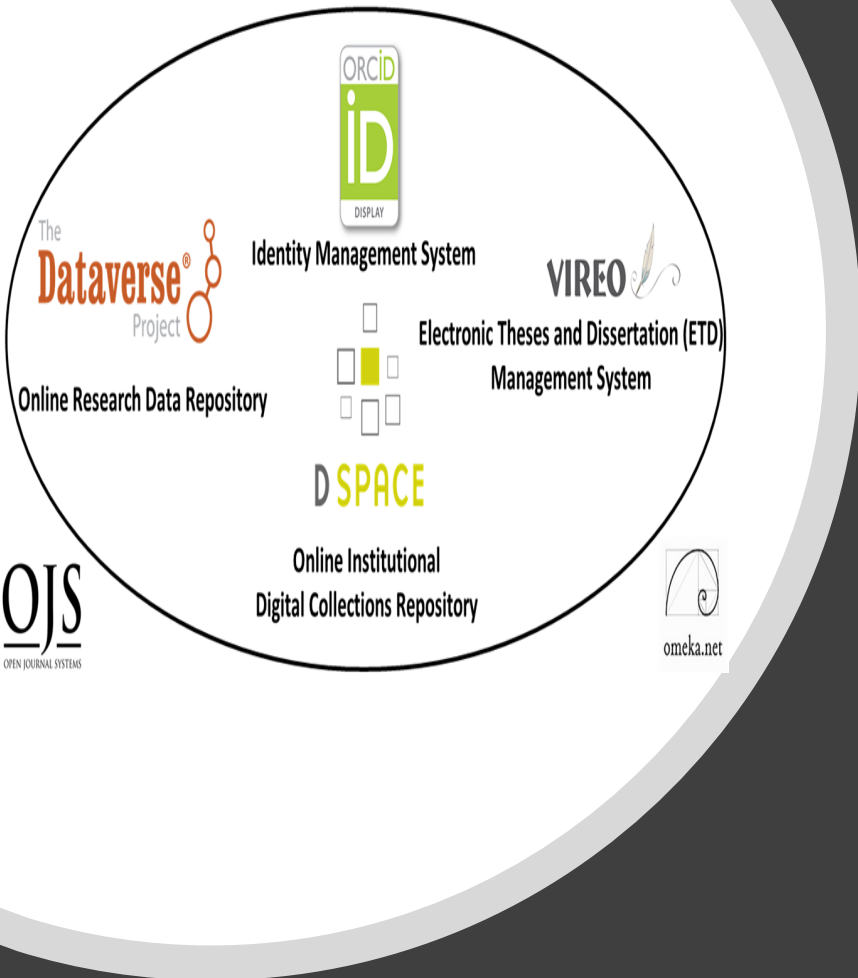 ORCID
iD
DISPLAY
Identity Management System
The
Dataverse®
Project
Online Research Data Repository
VIREO
Electronic Theses and Dissertation (ETD)
Management System
D SPACE
Online Institutional
Digital Collections Repository
OJS
OPEN JOURNAL SYSTEMS
omeka.net